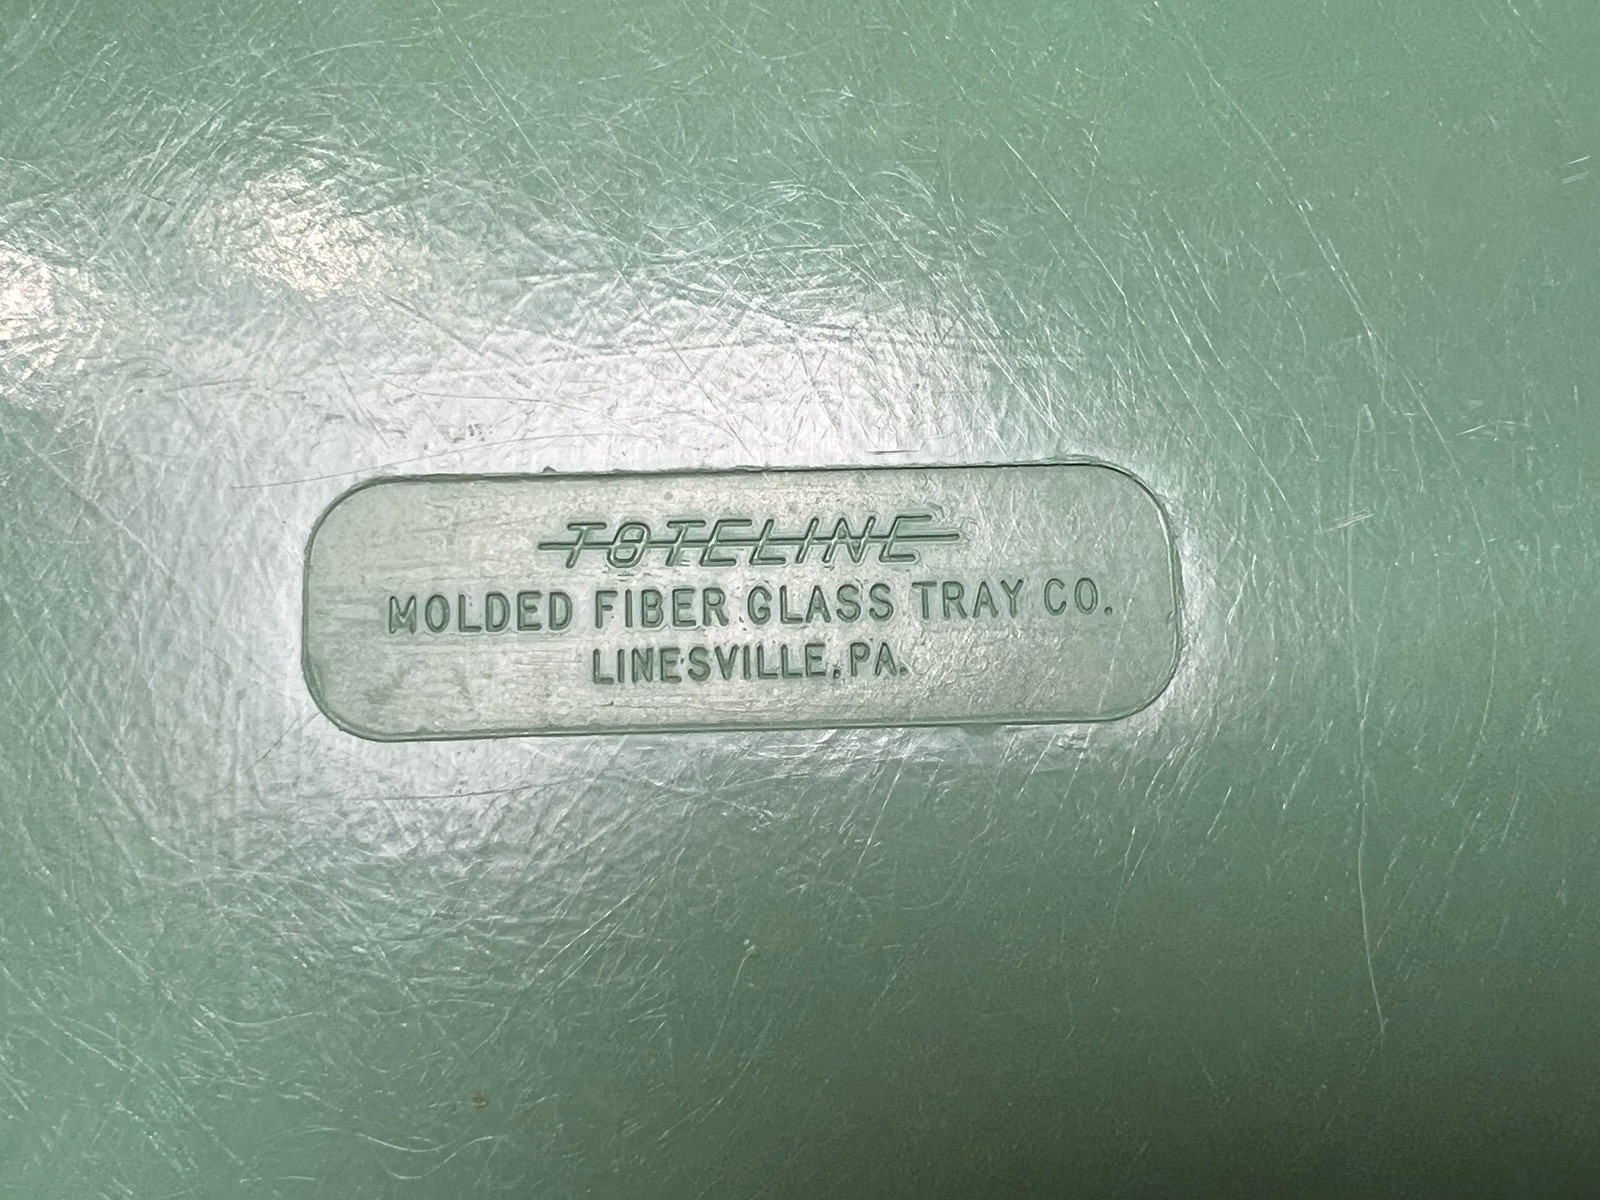 TOTELINE
MOLDED FIBER GLASS TRAY CO.
LINESVILLE, PA.